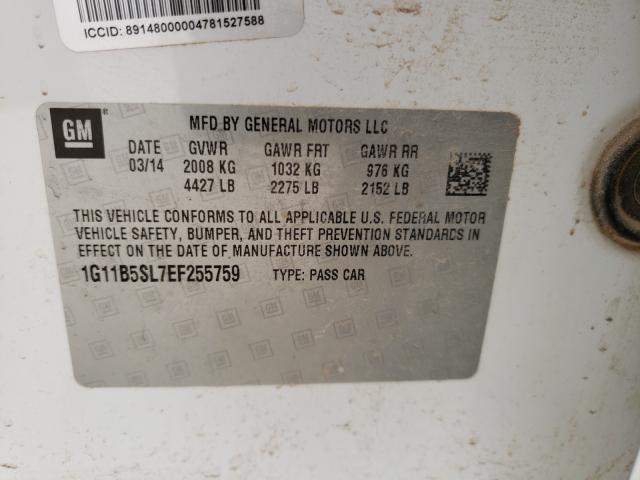 ICCID: 89148000004781527588
GM
MFD BY GENERAL MOTORS LLC
DATE GVWR GAWR FRT GAWR RR
03/14 2008 KG 1032 KG 976 KG
4427 LB 2275 LB 2152 LB
THIS VEHICLE CONFORMS TO ALL APPLICABLE U.S. FEDERAL MOTOR
VEHICLE SAFETY, BUMPER, AND THEFT PREVENTION STANDARDS IN
EFFECT ON THE DATE OF MANUFACTURE SHOWN ABOVE.
1G11B5SL7EF255759 TYPE: PASS CAR